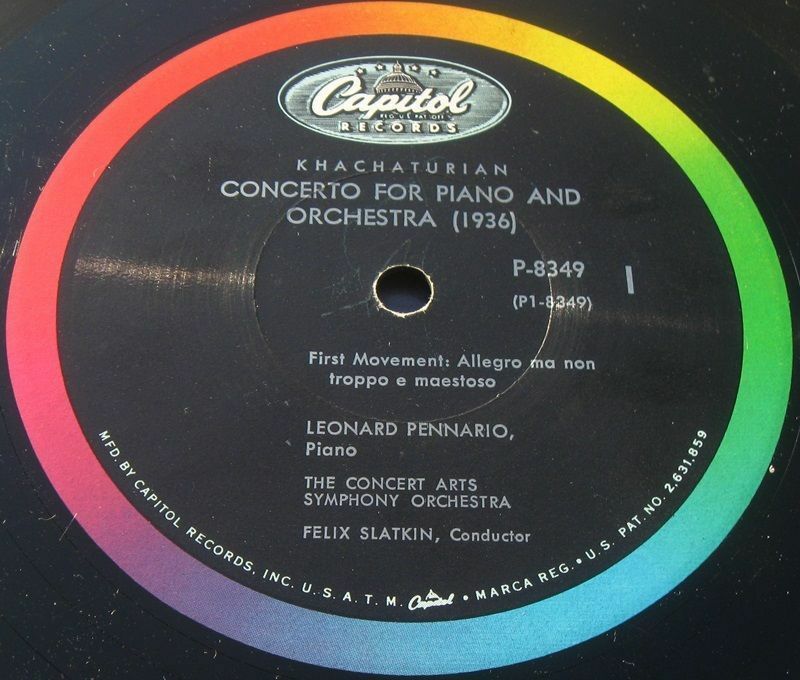 Capitol
REG. U.S. PAT. OFF.
RECORDS
KHACHATURIAN
CONCERTO FOR PIANO AND
ORCHESTRA (1936)
P-8349
1
(P1-8349)
First Movement: Allegro ma non
troppo e maestoso
LEONARD PENNARIO,
Piano
THE CONCERT ARTS
SYMPHONY ORCHESTRA
FELIX SLATKIN, Conductor
MFD. BY CAPITOL RECORDS, INC. U. S. A. T. M. Capitol • MARCA REG. • U. S. PAT. NO. 2,631,859